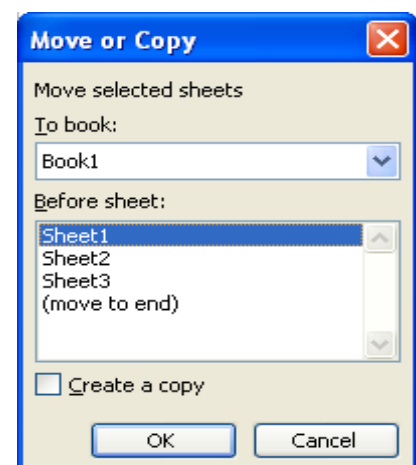 Move or Copy
Move selected sheets
To book:
Book1
Before sheet:
Sheet1
Sheet2
Sheet3
(move to end)
Create a copy
OK Cancel